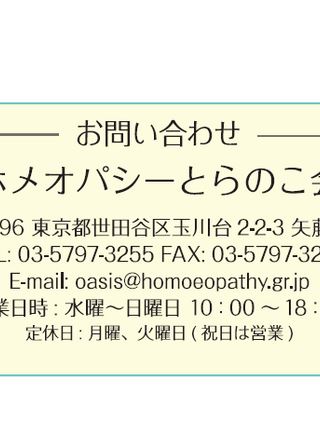 お問い合わせ
ホメオパシーとらのこ会
96 東京都世田谷区玉川台 2-2-3 矢藤
L: 03-5797-3255 FAX: 03-5797-32
E-mail: oasis@homoeopathy.gr.jp
業日時 : 水曜〜日曜日 10：00 〜 18：
定休日 : 月曜、火曜日 ( 祝日は営業 )